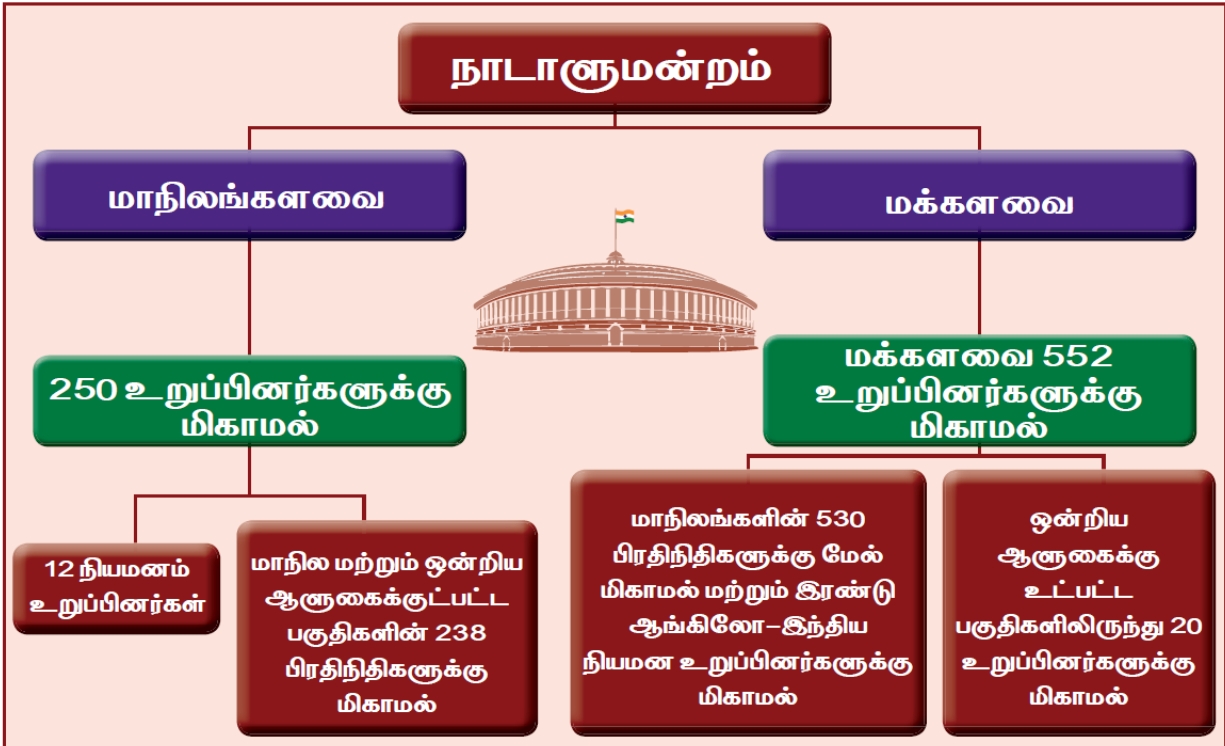 நாடாளுமன்றம்
மாநிலங்களவை
மக்களவை
250 உறுப்பினர்களுக்கு
மிகாமல்
மக்களவை 552
உறுப்பினர்களுக்கு
மிகாமல்
12 நியமனம்
உறுப்பினர்கள்
மாநில மற்றும் ஒன்றிய
ஆளுகைக்குட்பட்ட
பகுதிகளின் 238
பிரதிநிதிகளுக்கு
மிகாமல்
மாநிலங்களின் 530
பிரதிநிதிகளுக்கு மேல்
மிகாமல் மற்றும் இரண்டு
ஆங்கிலோ–இந்திய
நியமன உறுப்பினர்களுக்கு
மிகாமல்
ஒன்றிய
ஆளுகைக்கு
உட்பட்ட
பகுதிகளிலிருந்து 20
உறுப்பினர்களுக்கு
மிகாமல்